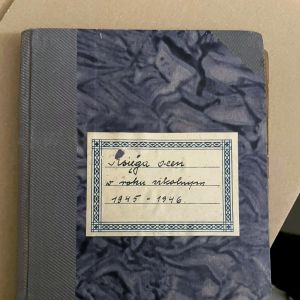 Księga ocen
w roku szkolnym
1945 - 1946.